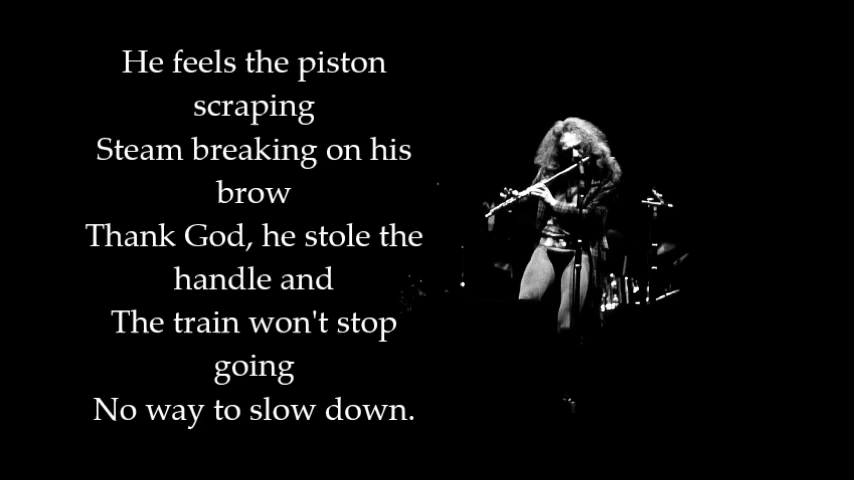 He feels the piston
scraping
Steam breaking on his
brow
Thank God, he stole the
handle and
The train won't stop
going
No way to slow down.